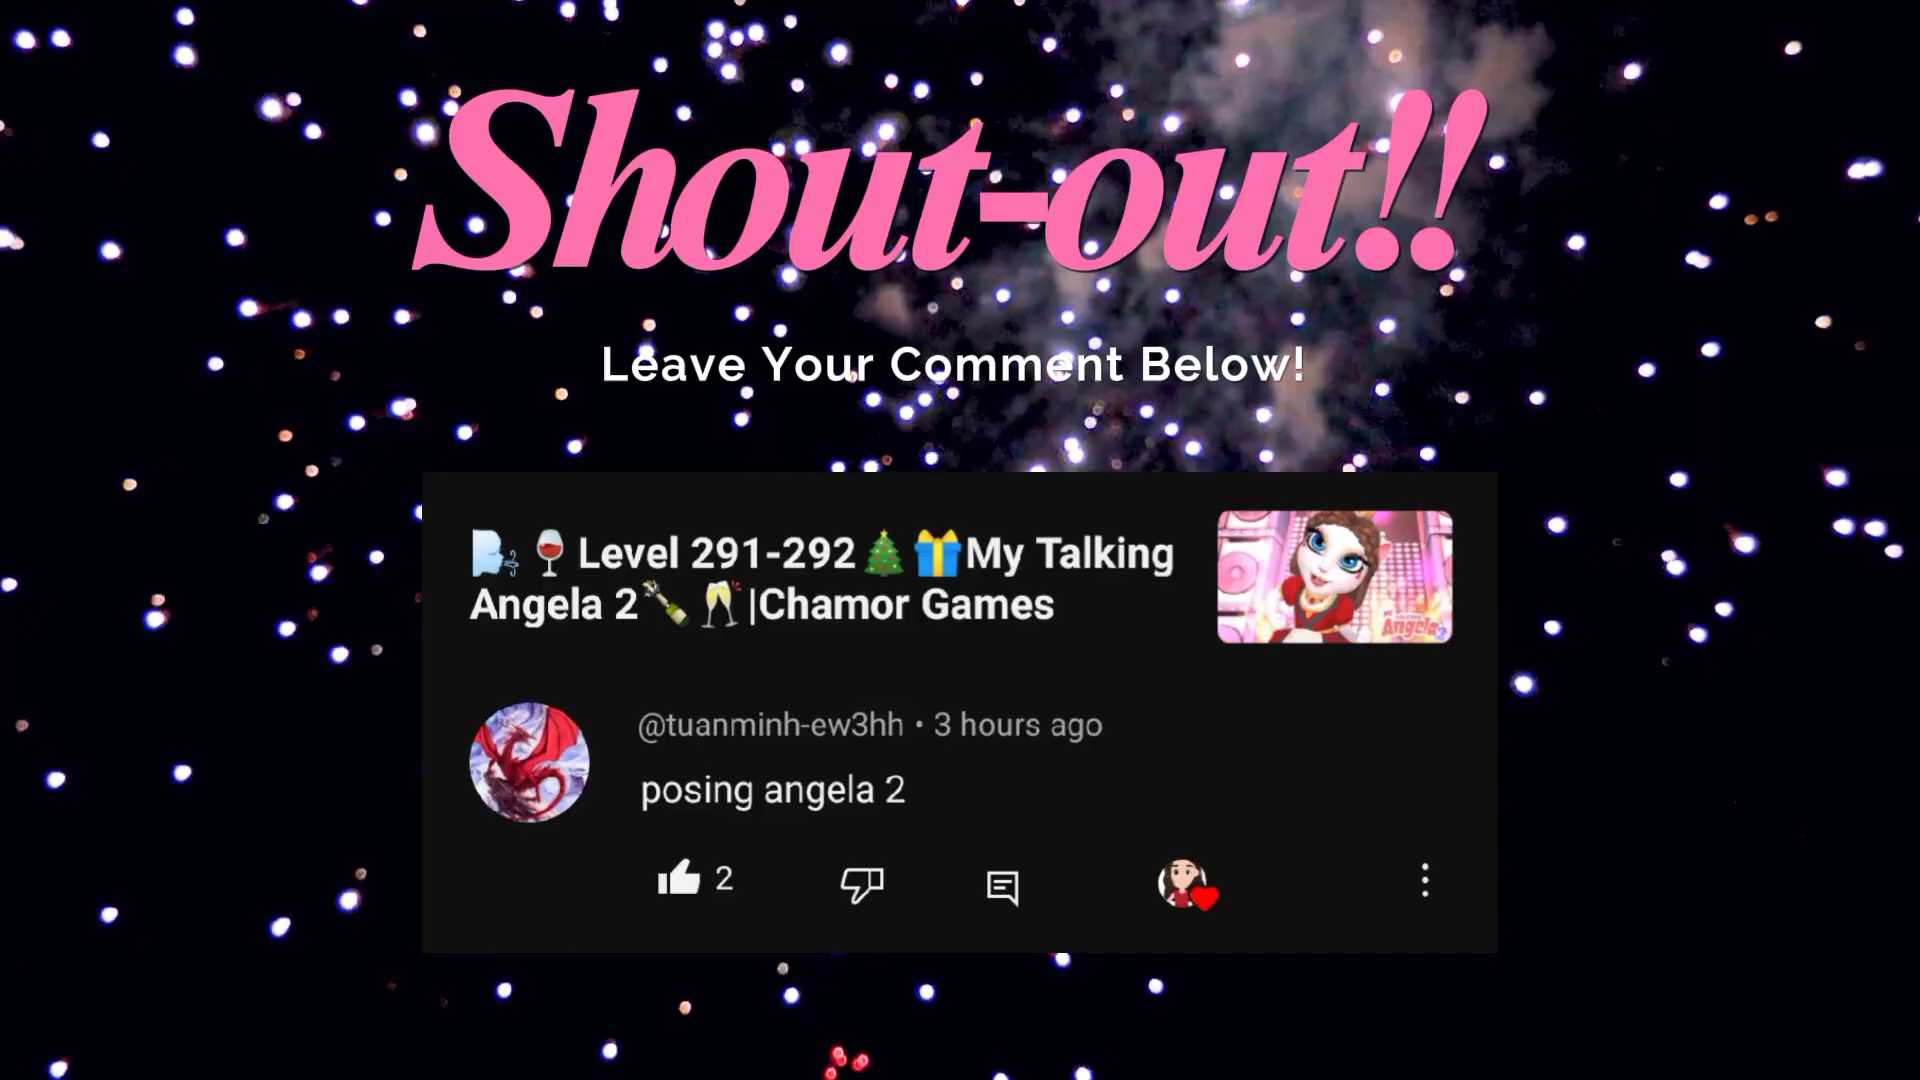 Shout-out!!
Leave Your Comment Below!
🌬️🍷Level 291-292🎄🎁My Talking
Angela 2🍾🥂|Chamor Games
Angela2
@tuanminh-ew3hh • 3 hours ago
posing angela 2
2